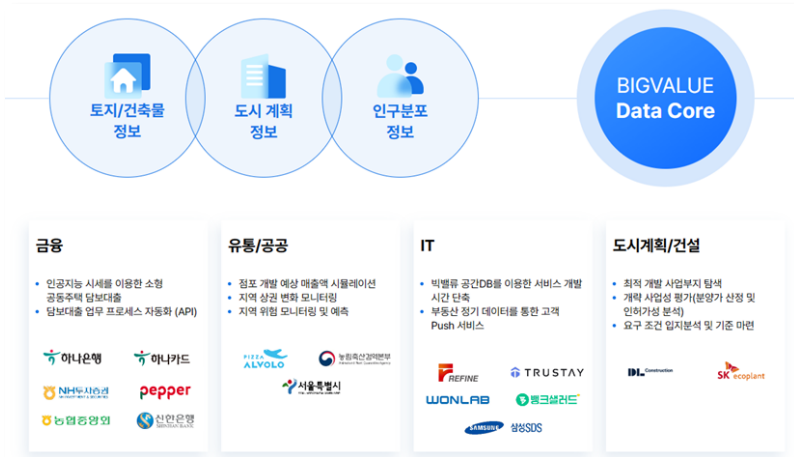 토지/건축물
정보
도시 계획
정보
인구분포
정보
BIGVALUE
Data Core
금융
인공지능 시세를 이용한 소형
공동주택 담보대출
담보대출 업무 프로세스 자동화 (API)
하나은행
하나카드
NH투자증권
pepper
농협중앙회
신한은행
SHINHAN BANK
유통/공공
점포 개발 예상 매출액 시뮬레이션
지역 상권 변화 모니터링
지역 위험 모니터링 및 예측
PIZZA
ALVOLO
농림축산검역본부
서울특별시
IT
빅밸류 공간DB를 이용한 서비스 개발
시간 단축
부동산 정기 데이터를 통한 고객
Push 서비스
REFINE
TRUSTAY
WONLAB
뱅크샐러드
SAMSUNG
삼성SDS
도시계획/건설
최적 개발 사업부지 탐색
개략 사업성 평가(분양가 산정 및
인허가성 분석)
요구 조건 입지분석 및 기준 마련
DL Construction
SK ecoplant